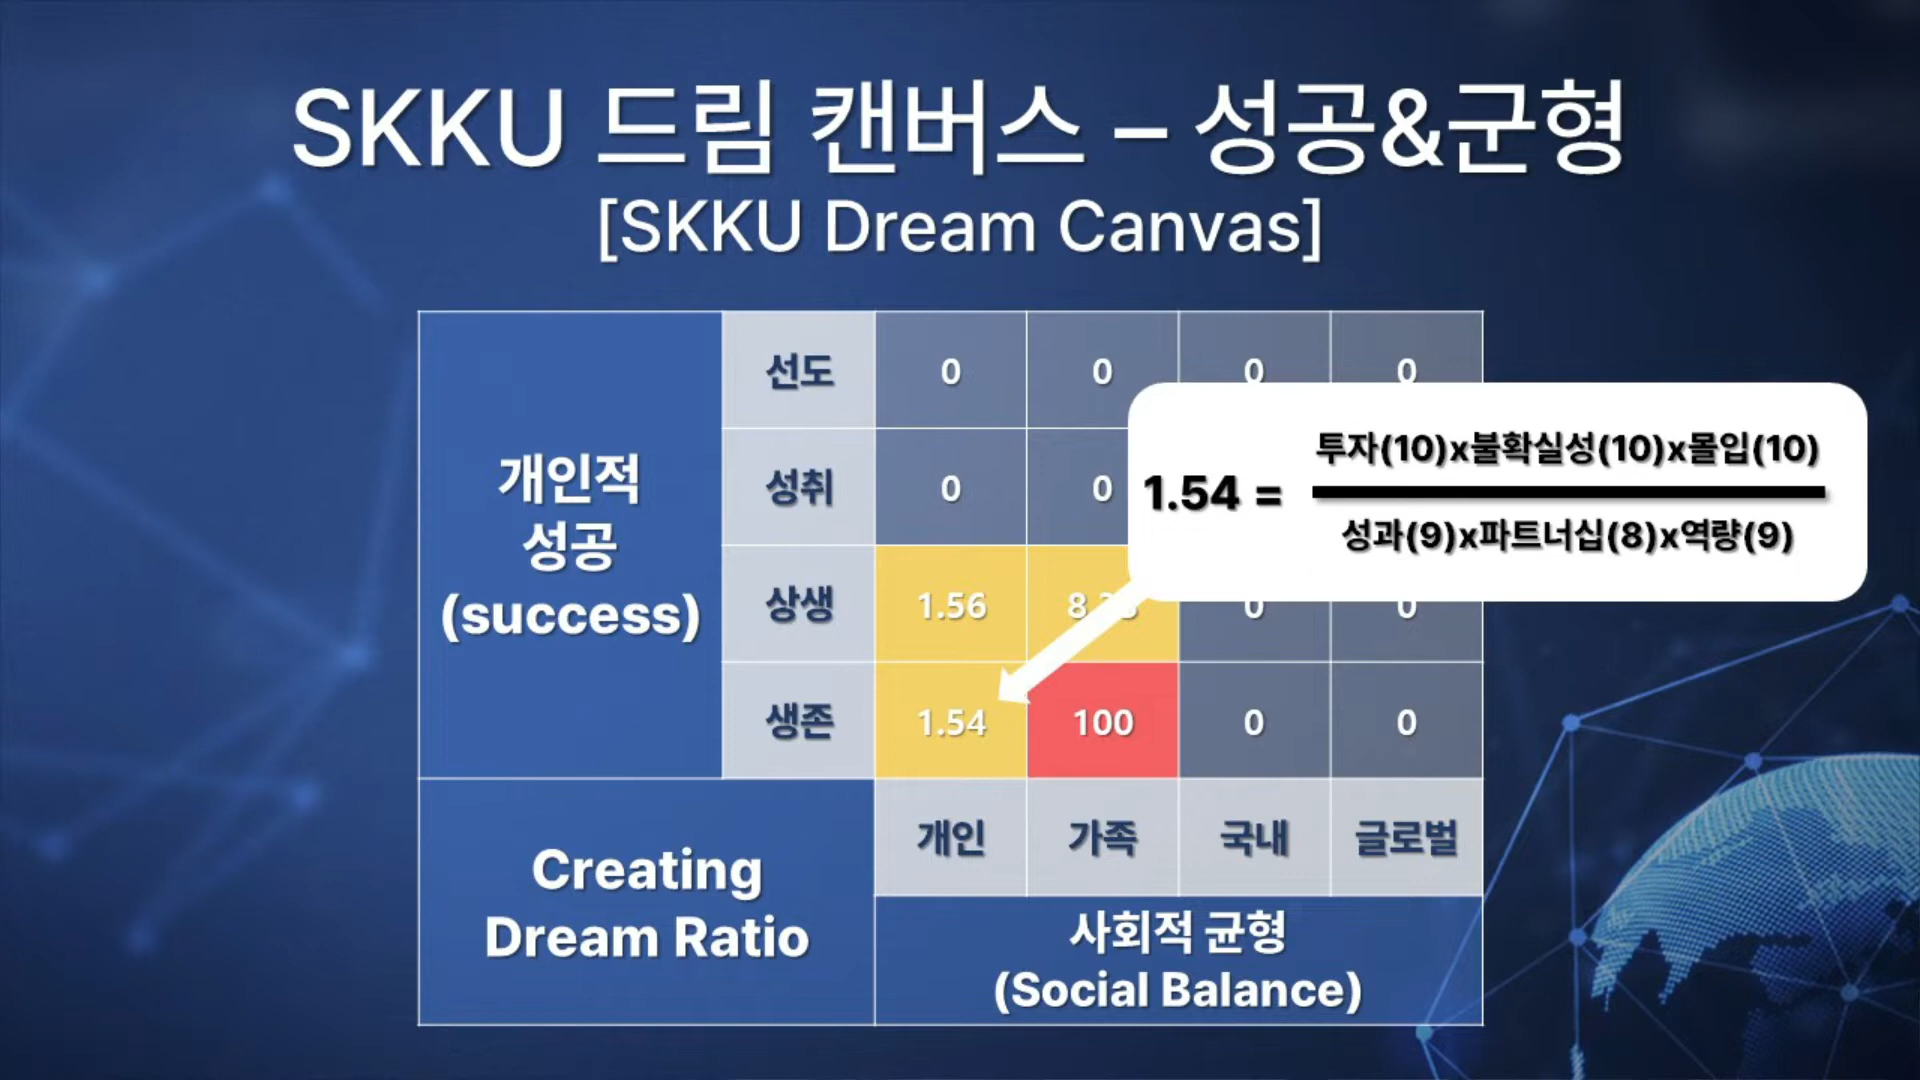 SKKU 드림 캔버스 – 성공&군형
[SKKU Dream Canvas]
개인적
성공
(success)
선도 0 0 0 0
성취 0 0
1.54 =
투자(10)x불확실성(10)x몰입(10)
성과(9)x파트너십(8)x역량(9)
상생 1.56 0 0
생존 1.54 100 0 0
Creating
Dream Ratio
개인 가족 국내 글로벌
사회적 균형
(Social Balance)